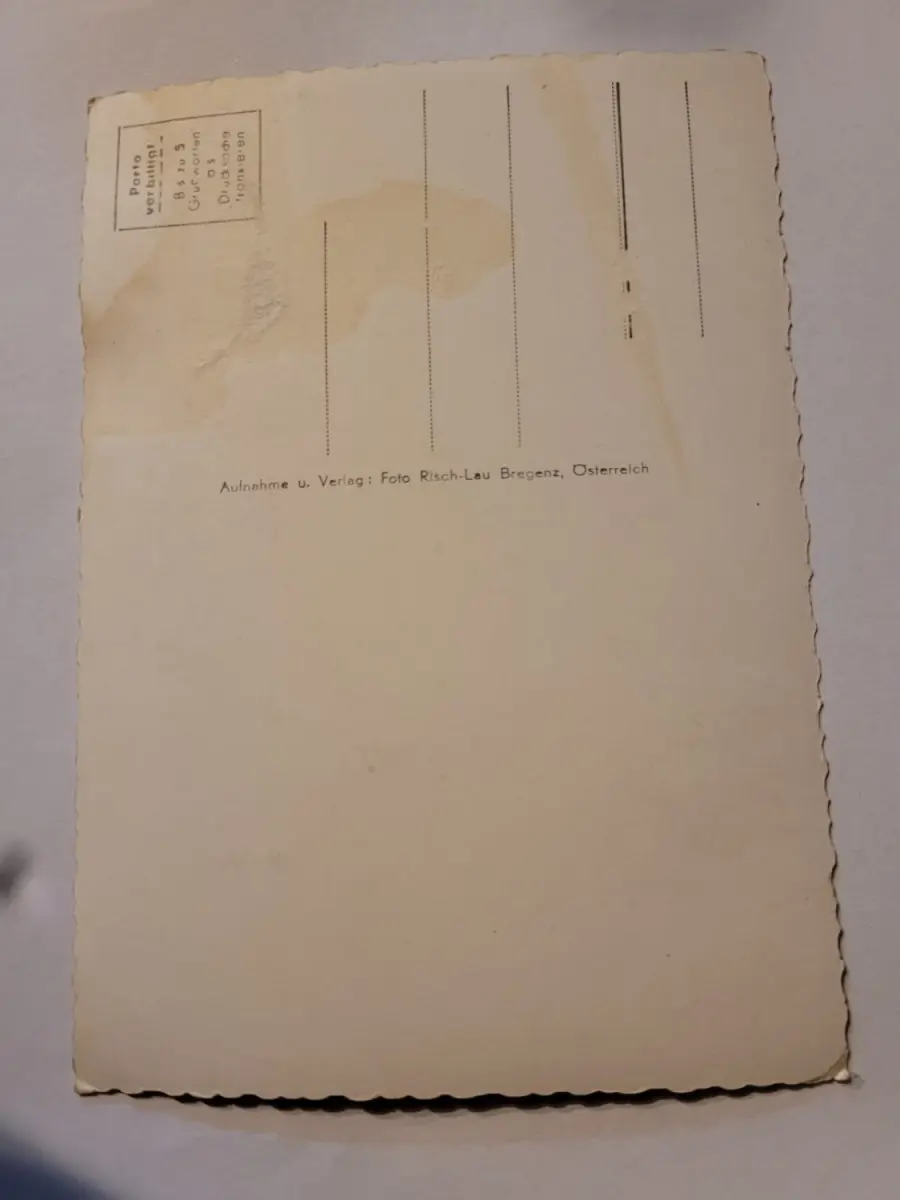 Porto
verbilligt
Bis zu 5
Grußworten
als
Drucksache
frankieren
Aufnahme u. Verlag: Foto Risch-Lau Bregenz, Österreich